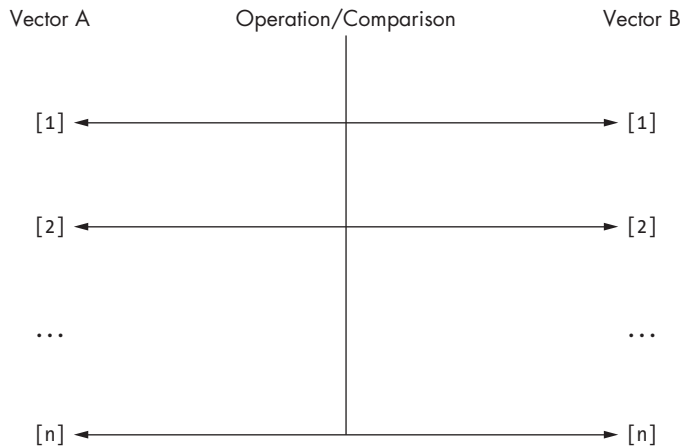 Vector A Operation/Comparison Vector B
[1] [1]
[2] [2]
... ...
[n] [n]